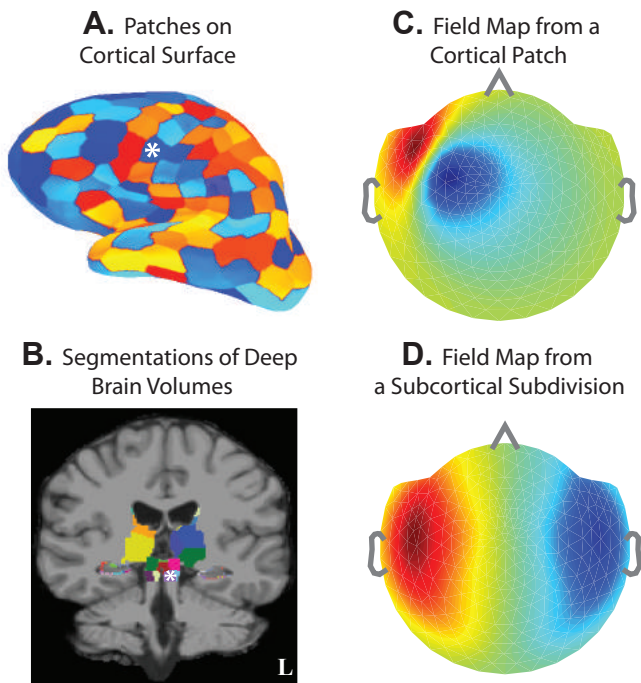 A. Patches on
Cortical Surface
*
C. Field Map from a
Cortical Patch
B. Segmentations of Deep
Brain Volumes
*
L
D. Field Map from
a Subcortical Subdivision